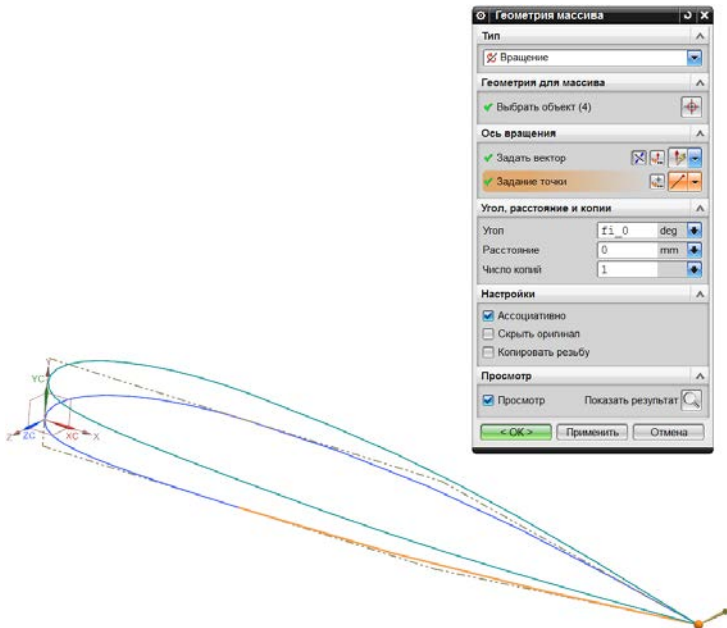 Геометрия массива
Тип
Вращение
Геометрия для массива
Выбрать объект (4)
Ось вращения
Задать вектор
Задание точки
Угол, расстояние и копии
Угол fi_0 deg
Расстояние 0 mm
Число копий 1
Настройки
Ассоциативно
Скрыть оригинал
Копировать резьбу
Просмотр
Просмотр Показать результат
< OK > Применить Отмена
Y
YC
Z ZC XC X